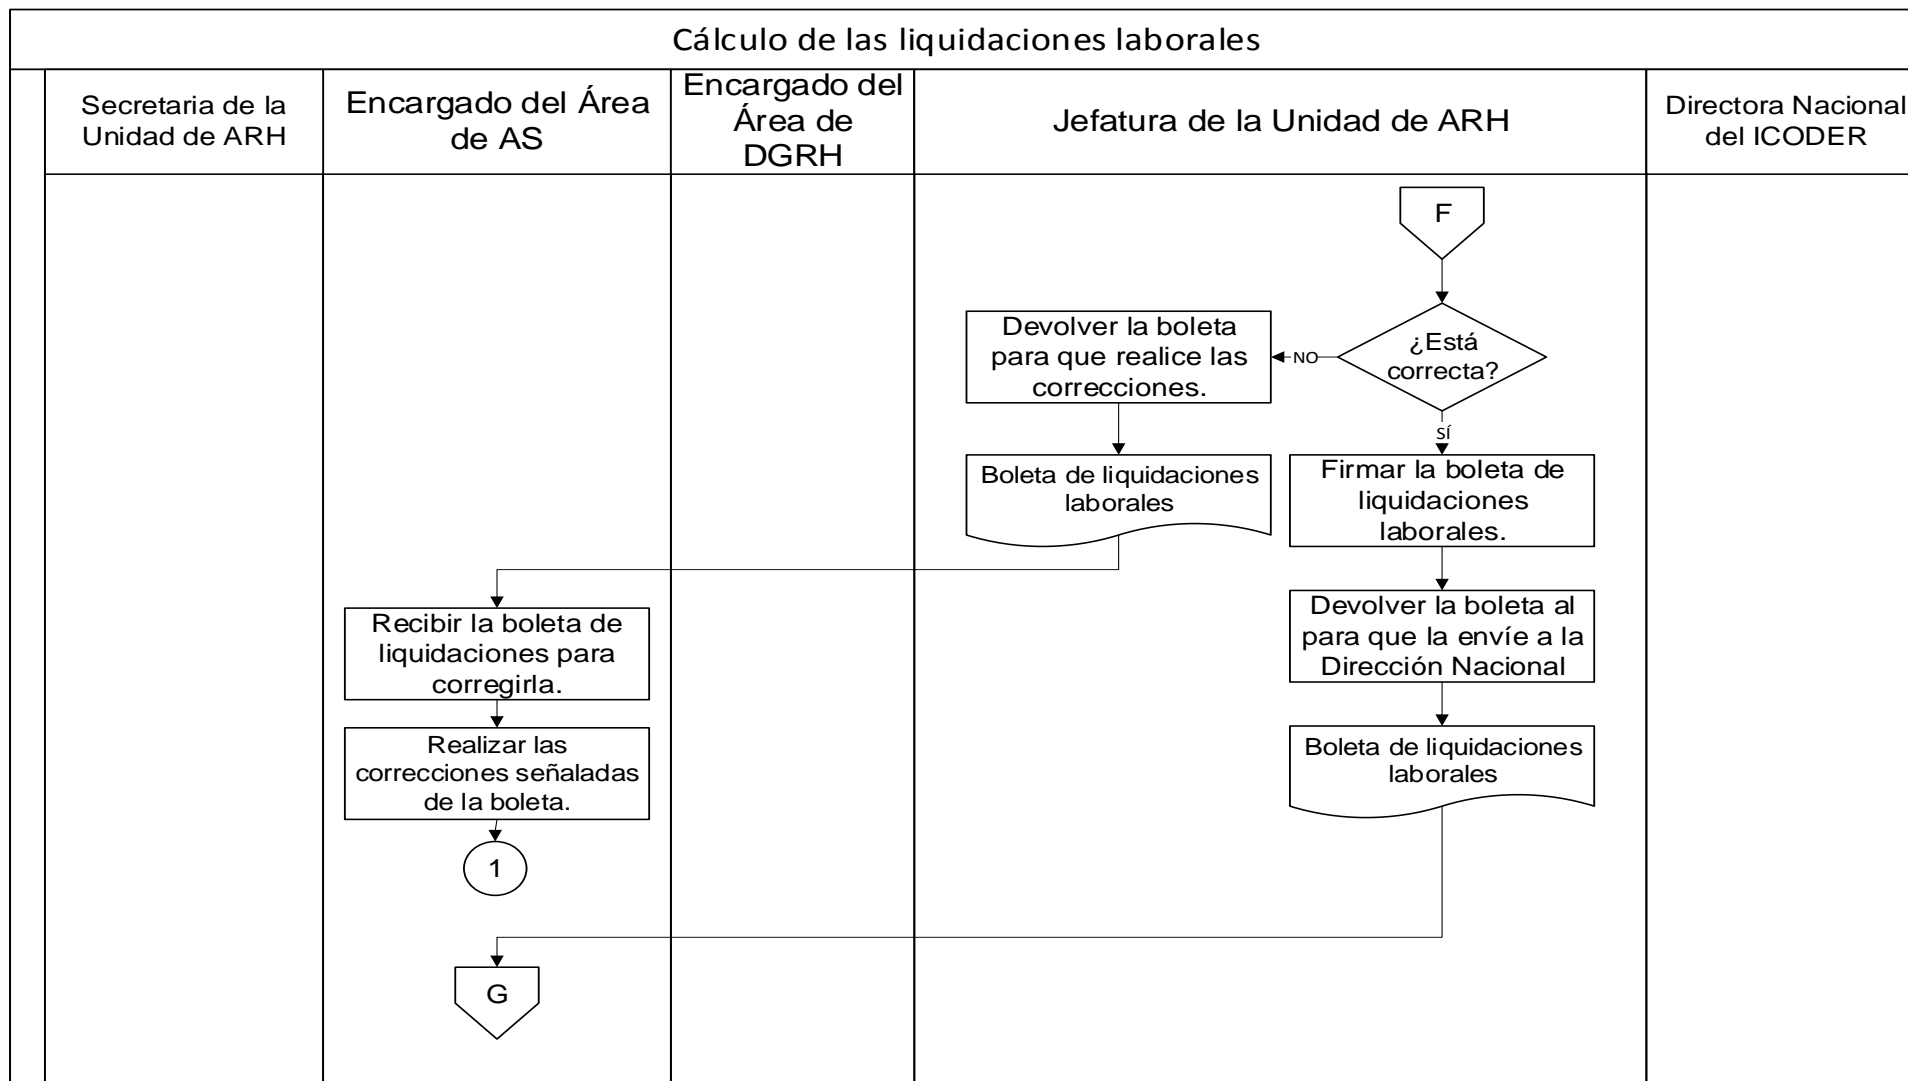 Cálculo de las liquidaciones laborales
Secretaria de la
Unidad de ARH
Encargado del Área
de AS
Encargado del
Área de
DGRH
Jefatura de la Unidad de ARH
Directora Nacional
del ICODER
F
¿Está
correcta?
NO
Devolver la boleta
para que realice las
correcciones.
SÍ
Boleta de liquidaciones
laborales
Firmar la boleta de
liquidaciones
laborales.
Recibir la boleta de
liquidaciones para
corregirla.
Devolver la boleta al
para que la envíe a la
Dirección Nacional
Realizar las
correcciones señaladas
de la boleta.
Boleta de liquidaciones
laborales
1
G